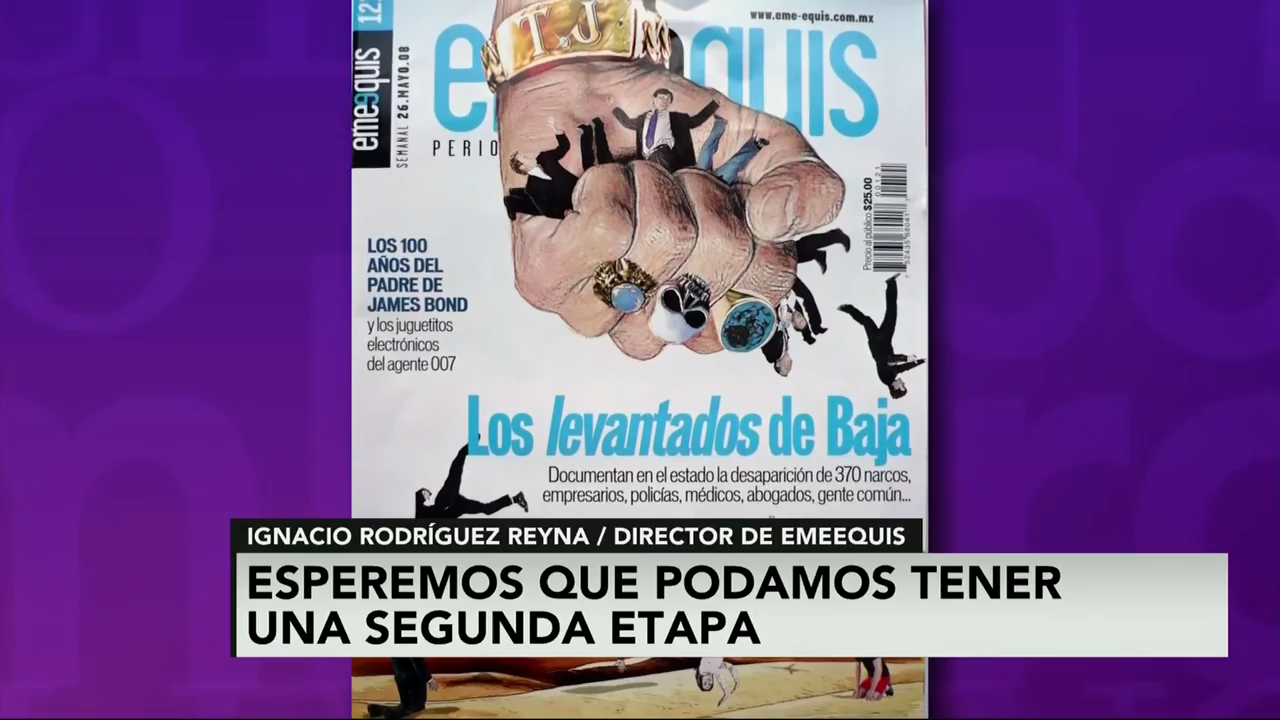 www.eme-equis.com.mx
T.J
emeequis
SEMANAL 26.MAYO.08
PERIO
Precio al público $25.00
00121
LOS 100
AÑOS DEL
PADRE DE
JAMES BOND
y los juguetitos
electrónicos
del agente 007
Los levantados de Baja
Documentan en el estado la desaparición de 370 narcos,
empresarios, policías, médicos, abogados, gente común...
IGNACIO RODRÍGUEZ REYNA / DIRECTOR DE EMEEQUIS
ESPEREMOS QUE PODAMOS TENER
UNA SEGUNDA ETAPA